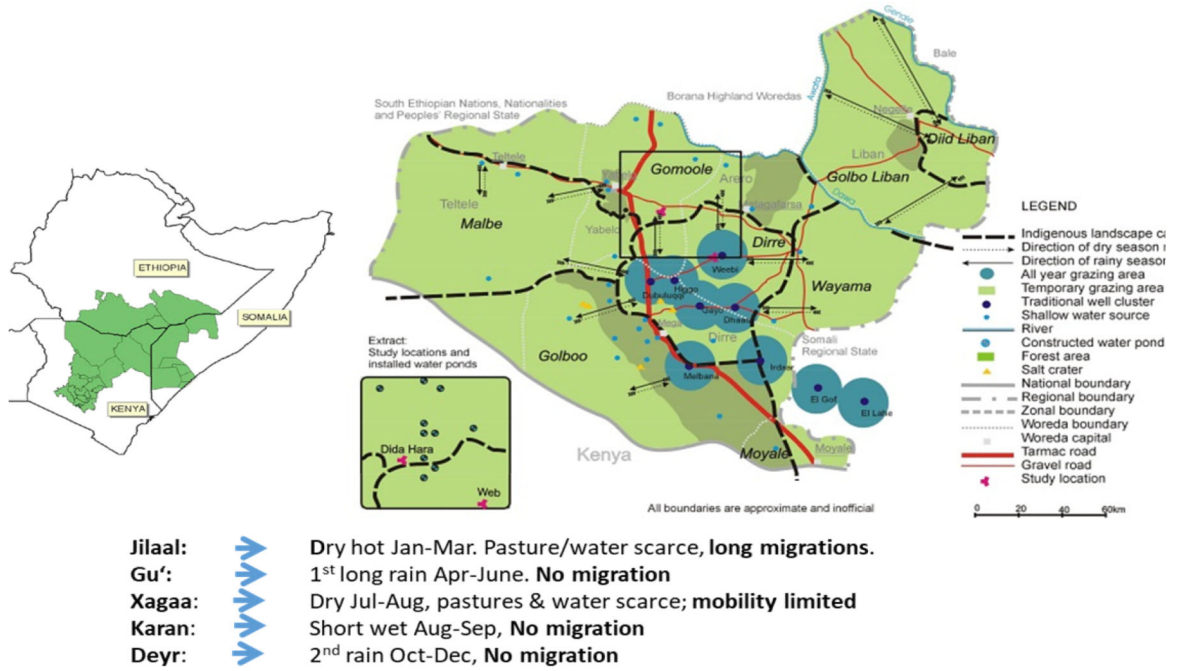 ETHIOPIA
SOMALIA
KENYA
South Ethiopian Nations, Nationalities
and Peoples' Regional State
Borana Highland Woredas
Genale
Bale
Awata
Negelle
Diid Liban
Liban
Golbo Liban
Dawa
Teltele
Teltele
Malbe
Gomoole
Arero
Yabelo
Dirre
Weebi
Wayama
Higgo
Dubuluqqi
Gayo
Dhaas
Mega
Dirre
Somali
Regional State
Golboo
Melbana
Irdeer
El Gof
El Lahe
Kenya
Moyale
Moyale
Extract:
Study locations and
installed water ponds
Dida Hara
Web
All boundaries are approximate and inofficial
LEGEND
Indigenous landscape
Direction of dry season
Direction of rainy
All year grazing area
Temporary grazing area
Traditional well cluster
Shallow water source
River
Constructed water pond
Forest area
Salt crater
National boundary
Regional boundary
Zonal boundary
Woreda boundary
Woreda capital
Tarmac road
Gravel road
Study location
0 20 40 60km
Jilaal: Dry hot Jan-Mar. Pasture/water scarce, long migrations.
Gu‘: 1st long rain Apr-June. No migration
Xagaa: Dry Jul-Aug, pastures & water scarce; mobility limited
Karan: Short wet Aug-Sep, No migration
Deyr: 2nd rain Oct-Dec, No migration